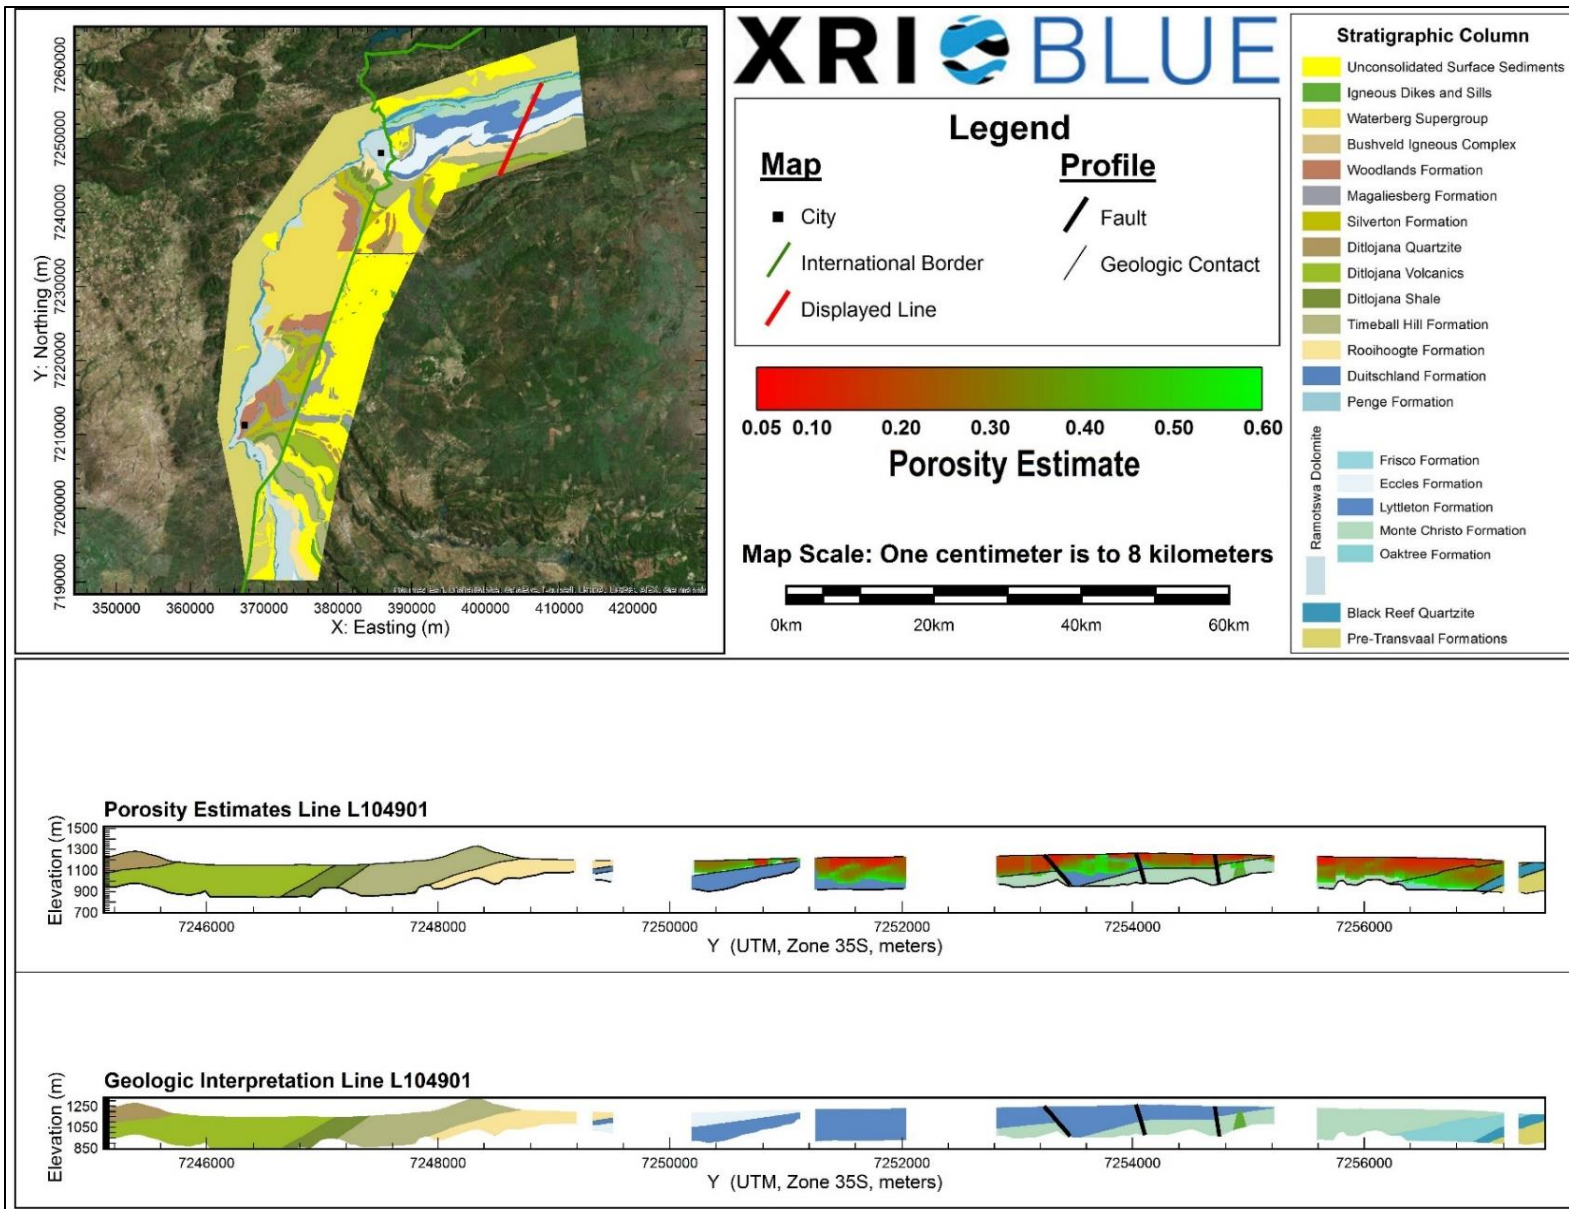 XRI BLUE
7260000
7250000
7240000
7230000
7220000
7210000
7200000
7190000
Y: Northing (m)
350000 360000 370000 380000 390000 400000 410000 420000
X: Easting (m)
Legend
Map
City
International Border
Displayed Line
Profile
Fault
Geologic Contact
0.05 0.10 0.20 0.30 0.40 0.50 0.60
Porosity Estimate
Map Scale: One centimeter is to 8 kilometers
0km 20km 40km 60km
Stratigraphic Column
Unconsolidated Surface Sediments
Igneous Dikes and Sills
Waterberg Supergroup
Bushveld Igneous Complex
Woodlands Formation
Magaliesberg Formation
Silverton Formation
Ditlojana Quartzite
Ditlojana Volcanics
Ditlojana Shale
Timeball Hill Formation
Rooihoogte Formation
Duitschland Formation
Penge Formation
Ramotswa Dolomite
Frisco Formation
Eccles Formation
Lyttleton Formation
Monte Christo Formation
Oaktree Formation
Black Reef Quartzite
Pre-Transvaal Formations
Porosity Estimates Line L104901
Elevation (m)
1500
1300
1100
900
700
7246000 7248000 7250000 7252000 7254000 7256000
Y (UTM, Zone 35S, meters)
Geologic Interpretation Line L104901
Elevation (m)
1250
1050
850
7246000 7248000 7250000 7252000 7254000 7256000
Y (UTM, Zone 35S, meters)